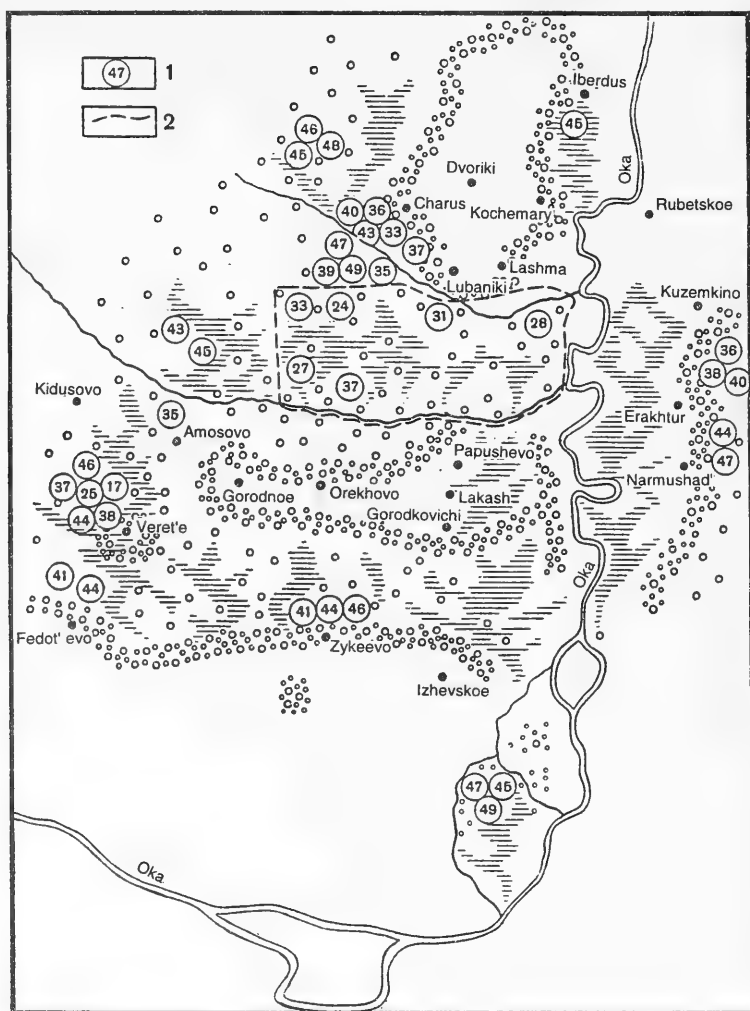 47 1
2
Iberdus
46
45 48
45
Oka
Dvoriki
40 36
Charus
Kochemary
Rubetskoe
43 33
47
37
39 49 35
Lubaniki
Lashma
Kuzemkino
33 24
31
28
43
45
36
27
38
40
37
Kidusovo
35
Erakhtur
Amosovo
44
46
Papushevo
47
37 25 17
Gorodnoe
Orekhovo
Narmushad'
Lakash
44 38
Veret'e
Gorodkovichi
41
44
Oka
41 44 46
Fedot'evo
Zykeevo
Izhevskoe
47 45
49
Oka